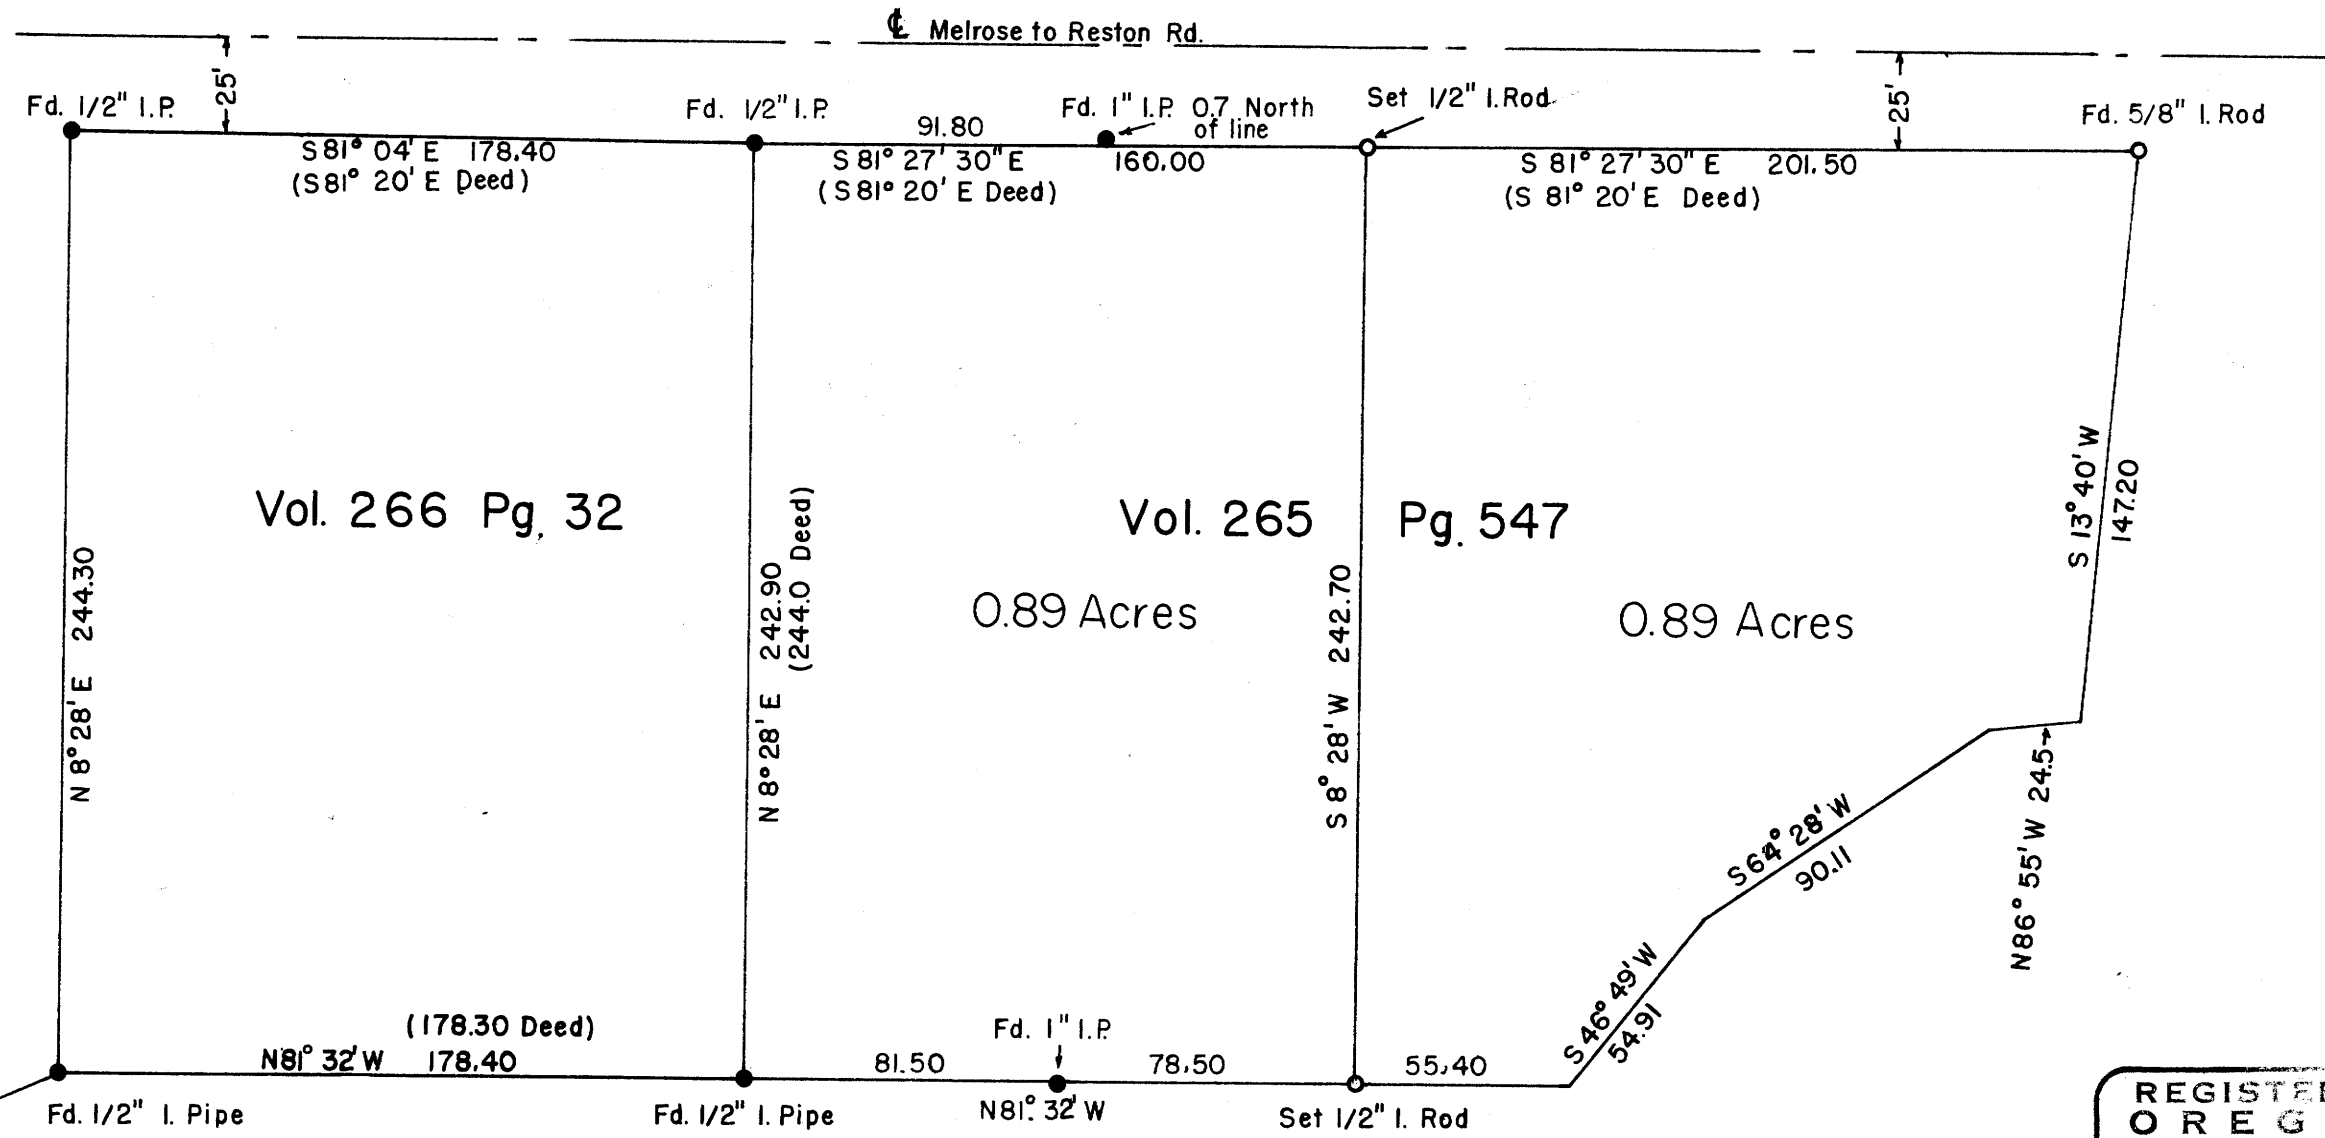 ℄ Melrose to Reston Rd.
25'
25'
Fd. 1/2" I.P.
Fd. 1/2" I.P.
Fd. 1" I.P. 0.7 North
of line
Set 1/2" I.Rod
Fd. 5/8" I.Rod
S 81° 04' E 178.40
(S 81° 20' E Deed)
91.80
S 81° 27' 30" E 160.00
(S 81° 20' E Deed)
S 81° 27' 30" E 201.50
(S 81° 20' E Deed)
Vol. 266 Pg. 32
Vol. 265 Pg. 547
0.89 Acres
0.89 Acres
N 8° 28' E 244.30
N 8° 28' E 242.90
(244.0 Deed)
S 8° 28' W 242.70
S 13° 40' W
147.20
N86° 55' W 24.5
S 64° 28' W
90.11
S 46° 49' W
54.91
(178.30 Deed)
N81° 32' W 178.40
81.50
Fd. 1" I.P.
78.50
55.40
N81° 32' W
Fd. 1/2" I. Pipe
Fd. 1/2" I. Pipe
Set 1/2" I. Rod
REGISTE
OREG